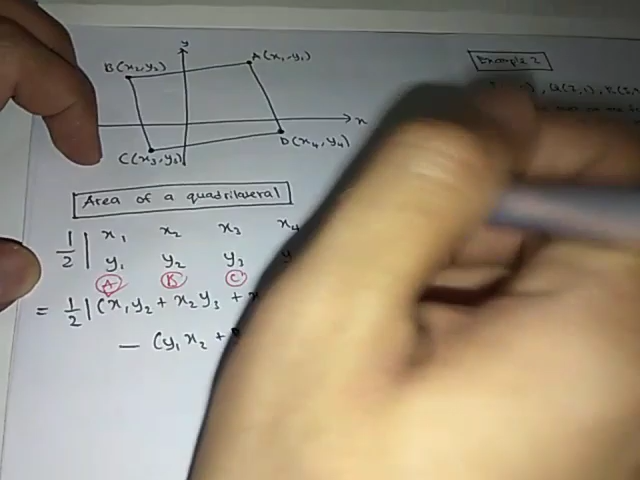 y
B(x₂,y₂)
A(x₁,y₁)
x
C(x₃,y₃)
D(x₄,y₄)
Example 2
Area of a quadrilateral
1/2 | x₁ x₂ x₃ x₄
y₁ y₂ y₃ y
A B C
= 1/2 | (x₁y₂ + x₂y₃ +
− (y₁x₂ +